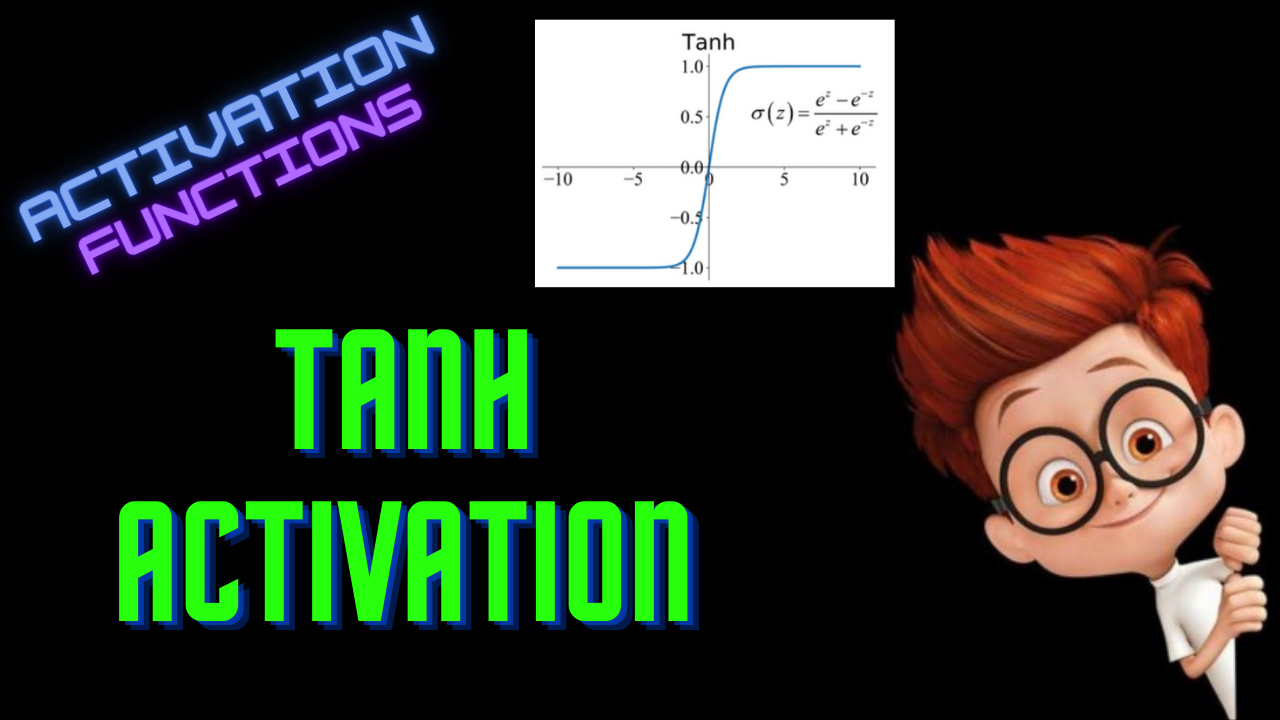 ACTIVATION
FUNCTIONS
Tanh
1.0
0.5
σ(z) = (e^z − e^−z) / (e^z + e^−z)
0.0
−10 −5 0 5 10
−0.5
−1.0
TANH
ACTIVATION